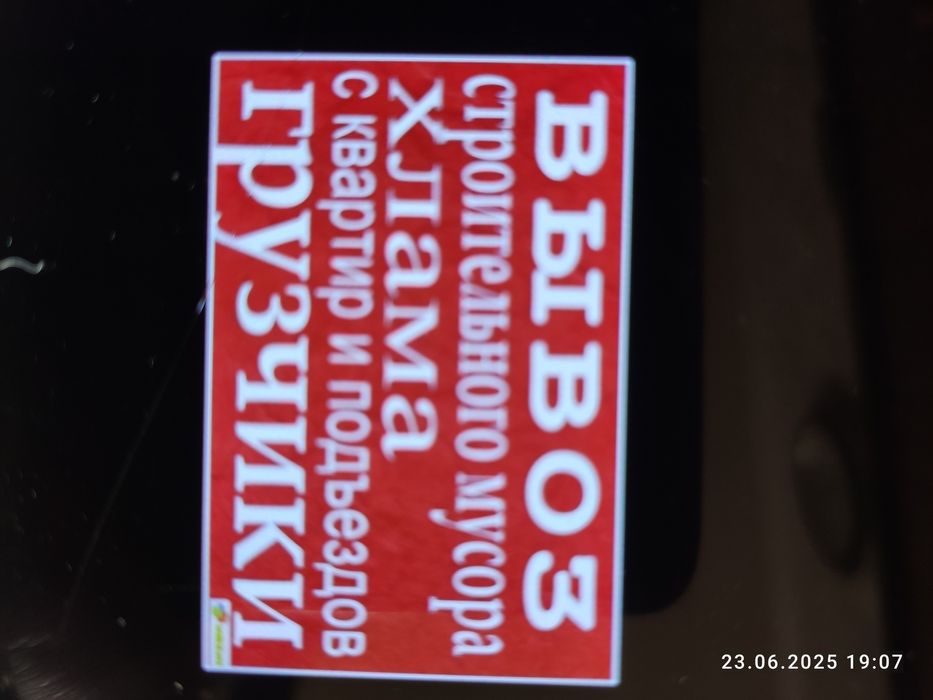 ВЫВОЗ
строительного мусора
Хлама
с квартир и подъездов
грузчики
23.06.2025 19:07